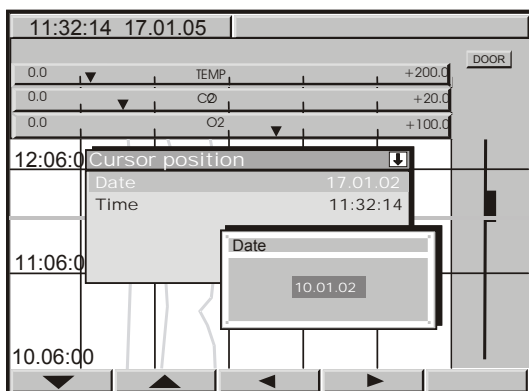 11:32:14 17.01.05
DOOR
0.0 TEMP +200.0
0.0 CO2 +20.0
0.0 O2 +100.0
12:06:0
Cursor position
Date 17.01.02
Time 11:32:14
Date
11:06:0
10.01.02
10.06:00